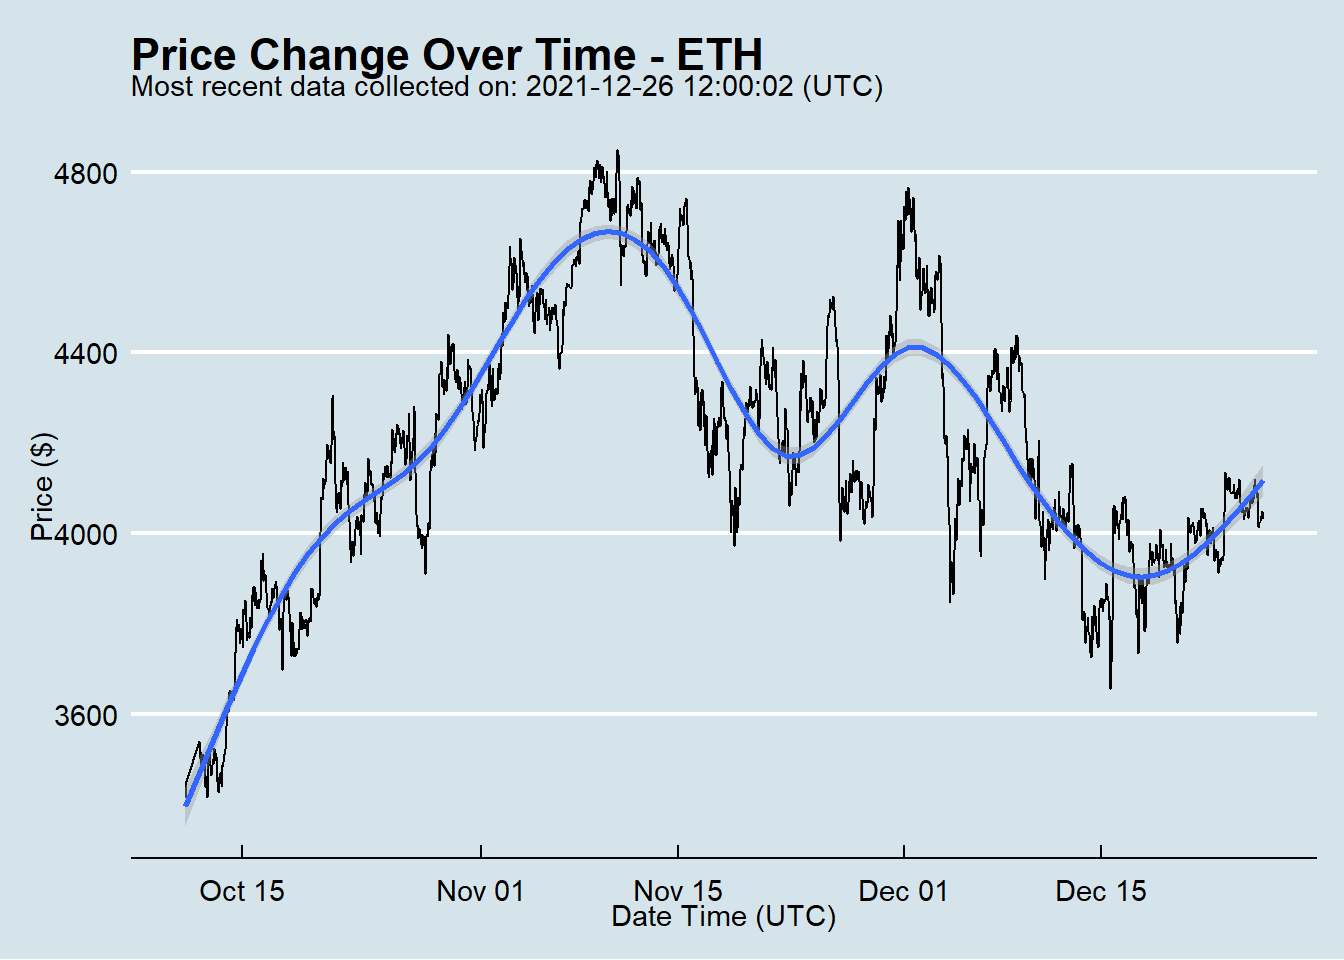 Price Change Over Time - ETH
Most recent data collected on: 2021-12-26 12:00:02 (UTC)
4800
4400
4000
3600
Price ($)
Oct 15
Nov 01
Nov 15
Dec 01
Dec 15
Date Time (UTC)